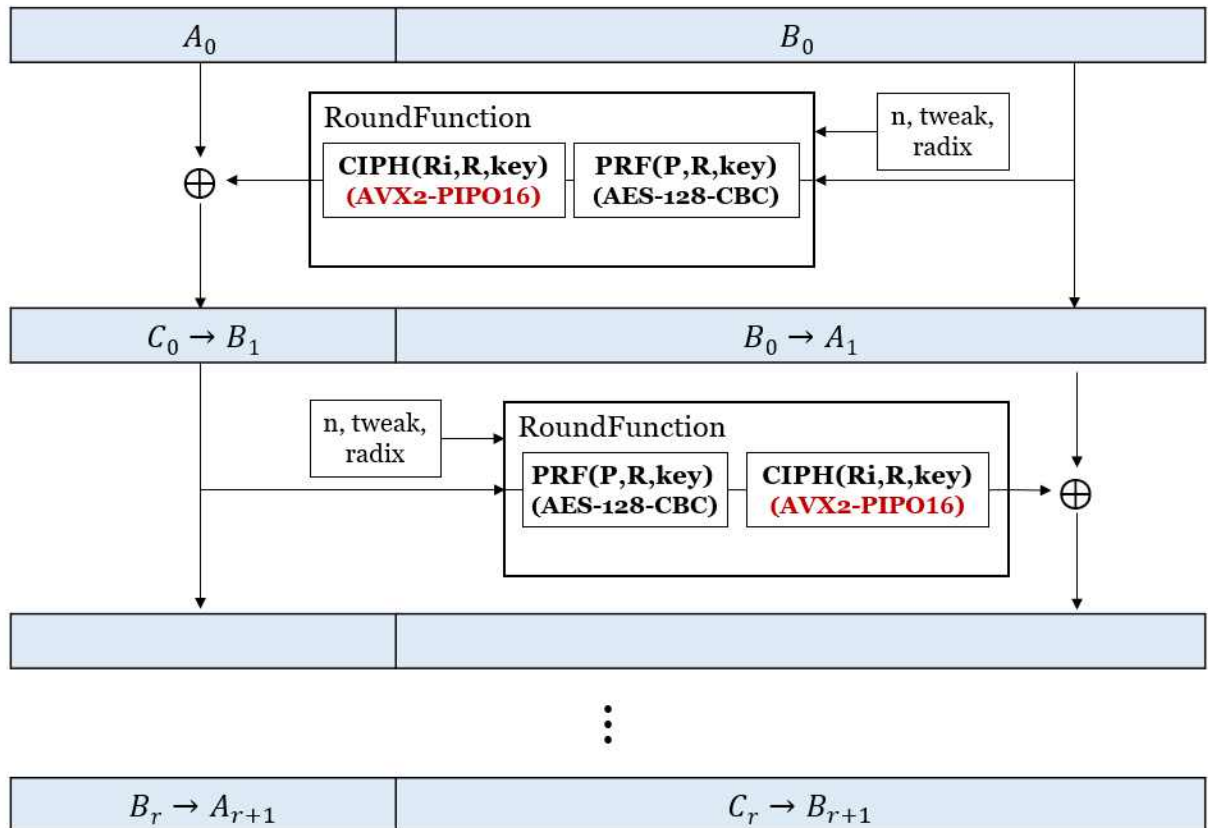 A₀
B₀
RoundFunction
CIPH(Ri,R,key)
(AVX2-PIPO16)
PRF(P,R,key)
(AES-128-CBC)
n, tweak,
radix
⊕
C₀ → B₁
B₀ → A₁
n, tweak,
radix
RoundFunction
PRF(P,R,key)
(AES-128-CBC)
CIPH(Ri,R,key)
(AVX2-PIPO16)
⊕
⋮
Bᵣ → Aᵣ₊₁
Cᵣ → Bᵣ₊₁